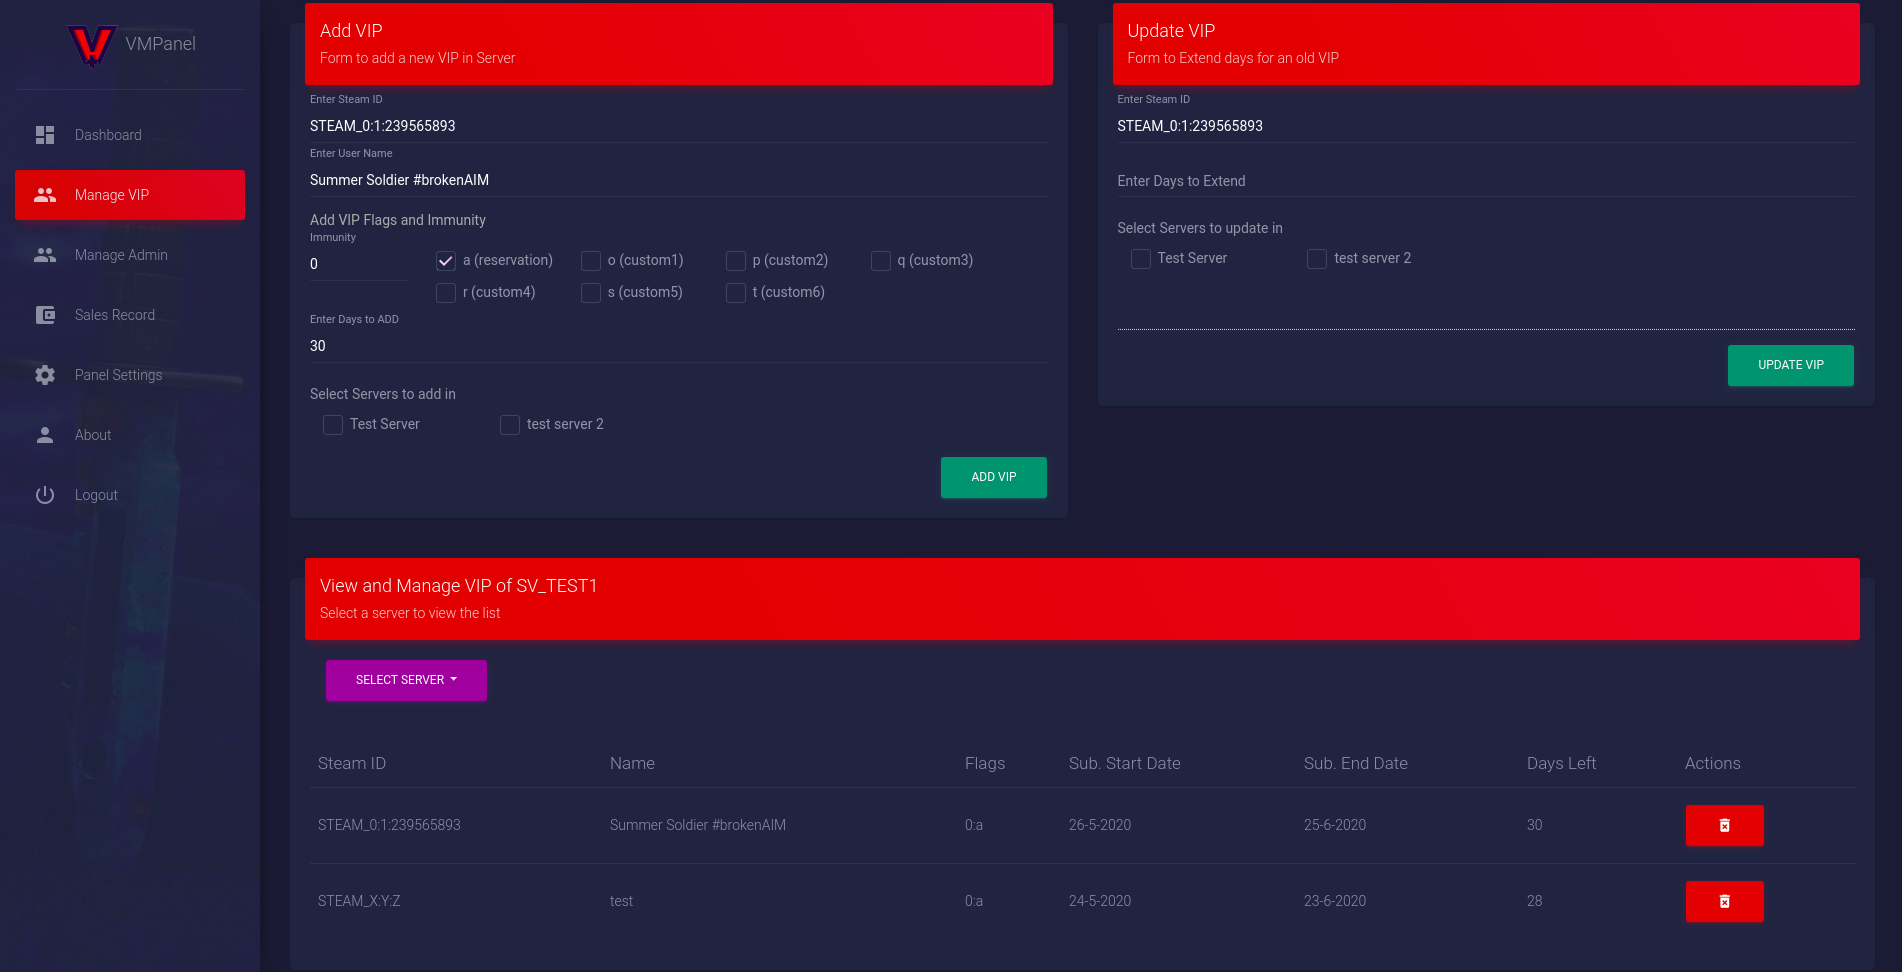 VMPanel
Dashboard
Manage VIP
Manage Admin
Sales Record
Panel Settings
About
Logout
Add VIP
Form to add a new VIP in Server
Enter Steam ID
STEAM_0:1:239565893
Enter User Name
Summer Soldier #brokenAIM
Add VIP Flags and Immunity
Immunity
0
a (reservation) o (custom1) p (custom2) q (custom3)
r (custom4) s (custom5) t (custom6)
Enter Days to ADD
30
Select Servers to add in
Test Server test server 2
ADD VIP
Update VIP
Form to Extend days for an old VIP
Enter Steam ID
STEAM_0:1:239565893
Enter Days to Extend
Select Servers to update in
Test Server test server 2
UPDATE VIP
View and Manage VIP of SV_TEST1
Select a server to view the list
SELECT SERVER
Steam ID Name Flags Sub. Start Date Sub. End Date Days Left Actions
STEAM_0:1:239565893 Summer Soldier #brokenAIM 0:a 26-5-2020 25-6-2020 30
STEAM_X:Y:Z test 0:a 24-5-2020 23-6-2020 28